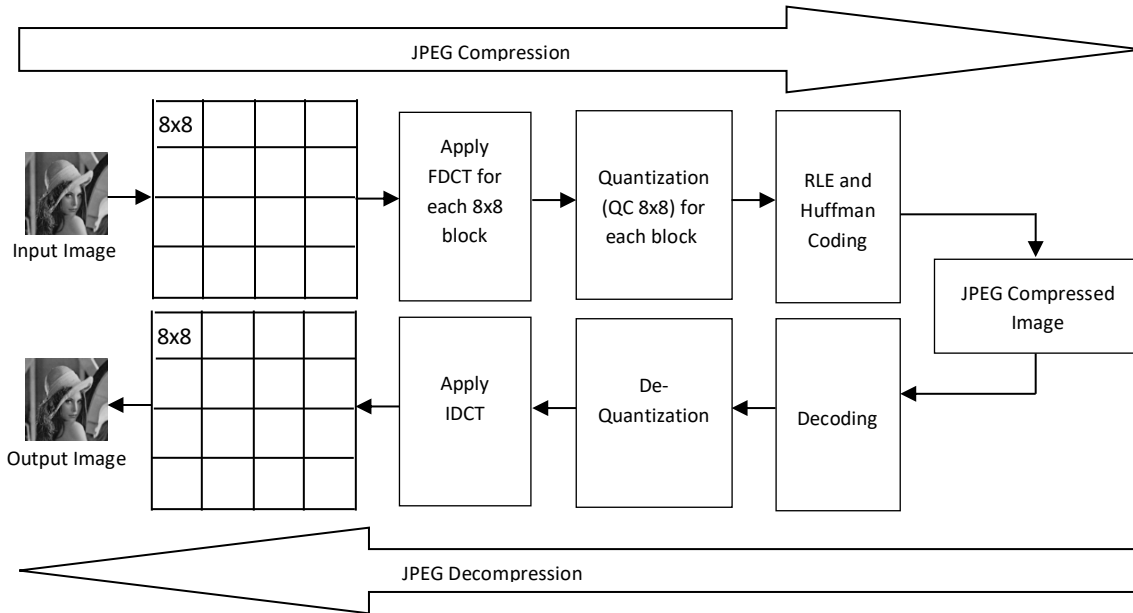 JPEG Compression
8x8
Apply
FDCT for
each 8x8
block
Quantization
(QC 8x8) for
each block
RLE and
Huffman
Coding
Input Image
JPEG Compressed
Image
8x8
Apply
IDCT
De-
Quantization
Decoding
Output Image
JPEG Decompression